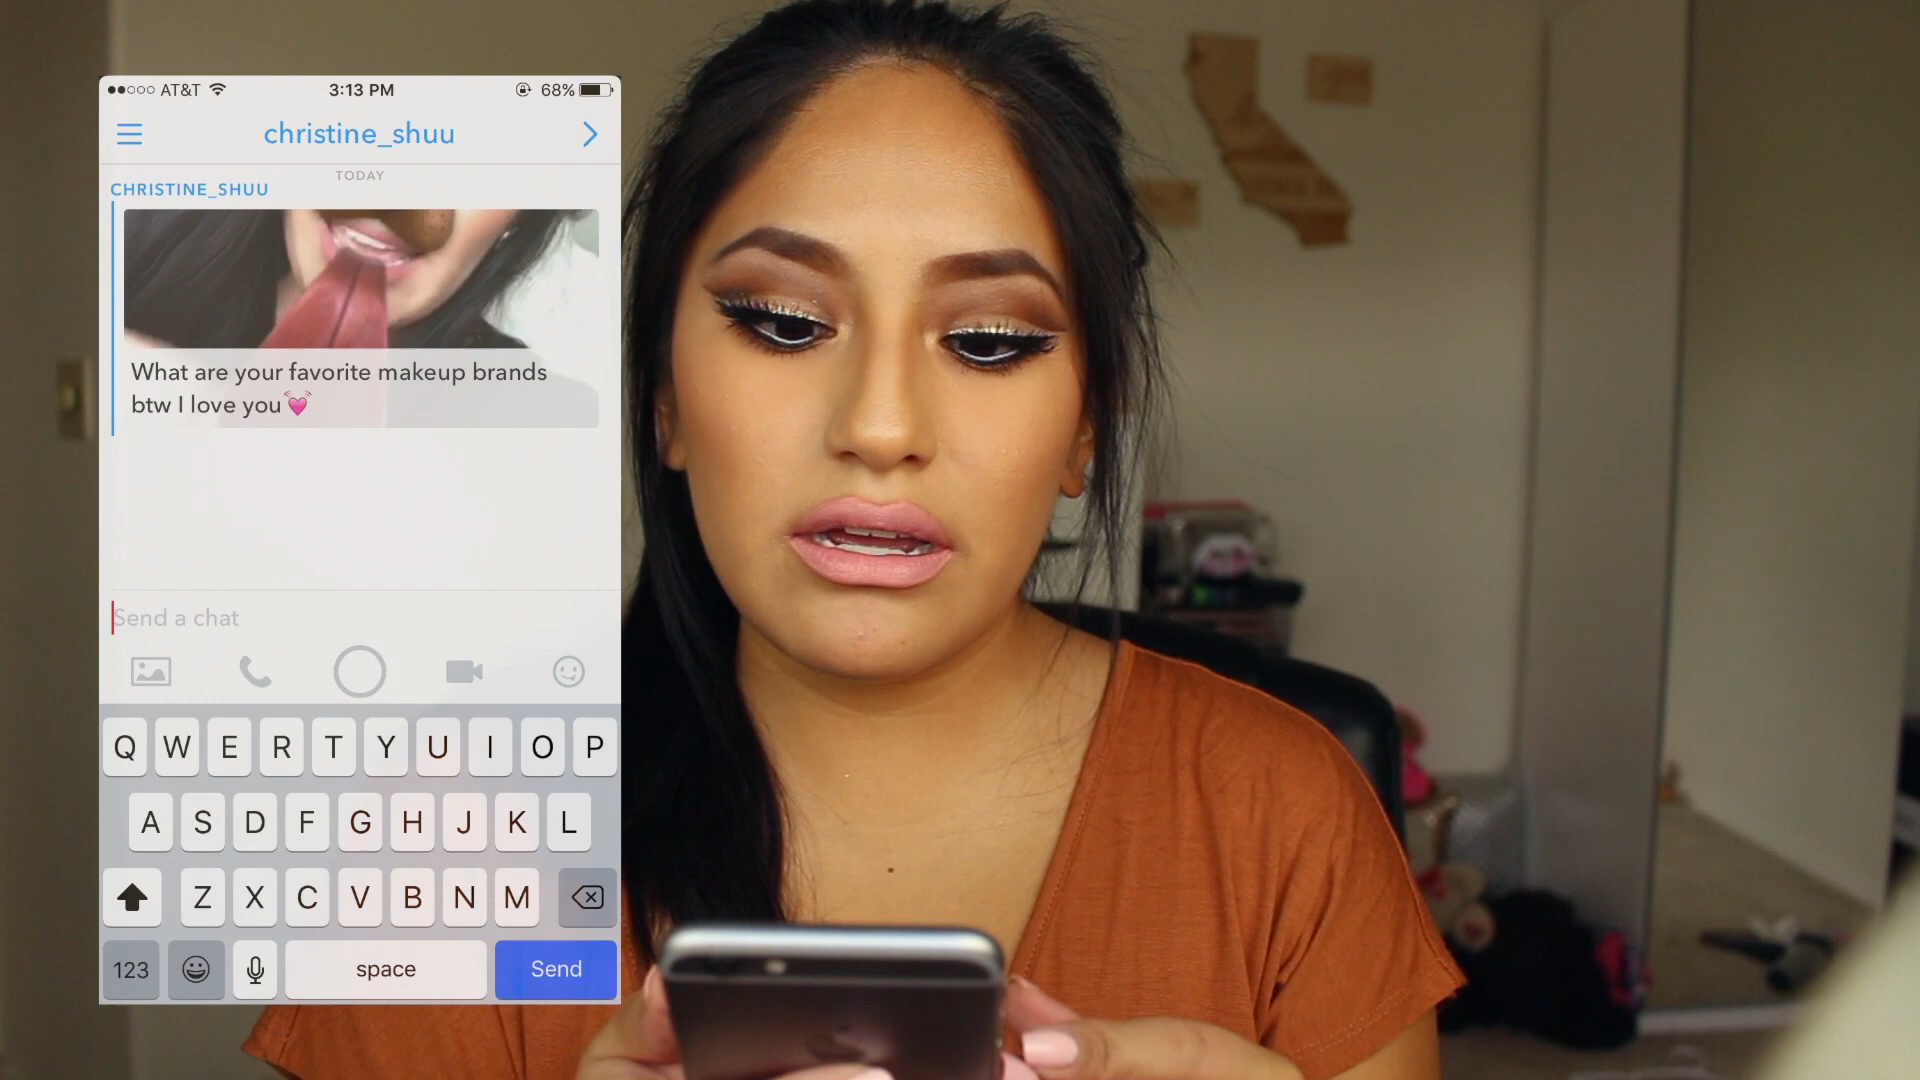 AT&T 3:13 PM 68%
christine_shuu
TODAY
CHRISTINE_SHUU
What are your favorite makeup brands
btw I love you💓
Send a chat
Q W E R T Y U I O P
A S D F G H J K L
Z X C V B N M
123 space Send